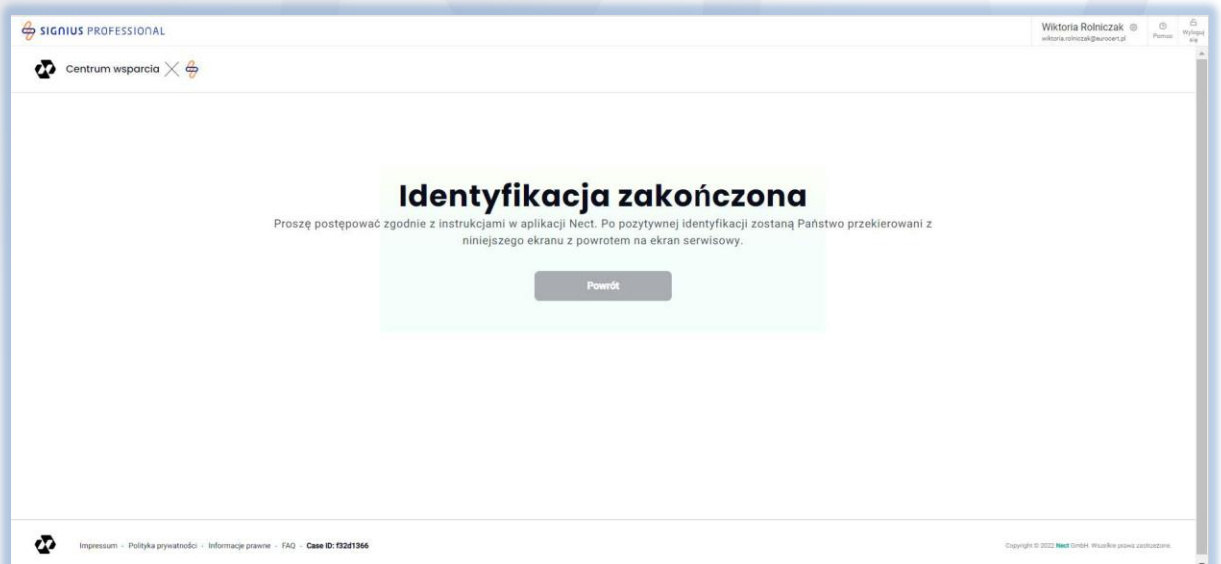 SIGNIUS PROFESSIONAL
Wiktoria Rolniczak
wiktoria.rolniczak@eurocert.pl
Pomoc
Wyloguj
się
Centrum wsparcia
Identyfikacja zakończona
Proszę postępować zgodnie z instrukcjami w aplikacji Nect. Po pozytywnej identyfikacji zostaną Państwo przekierowani z
niniejszego ekranu z powrotem na ekran serwisowy.
Powrót
Impressum - Polityka prywatności - Informacje prawne - FAQ - Case ID: f32d1366
Copyright © 2022 Nect GmbH. Wszelkie prawa zastrzeżone.